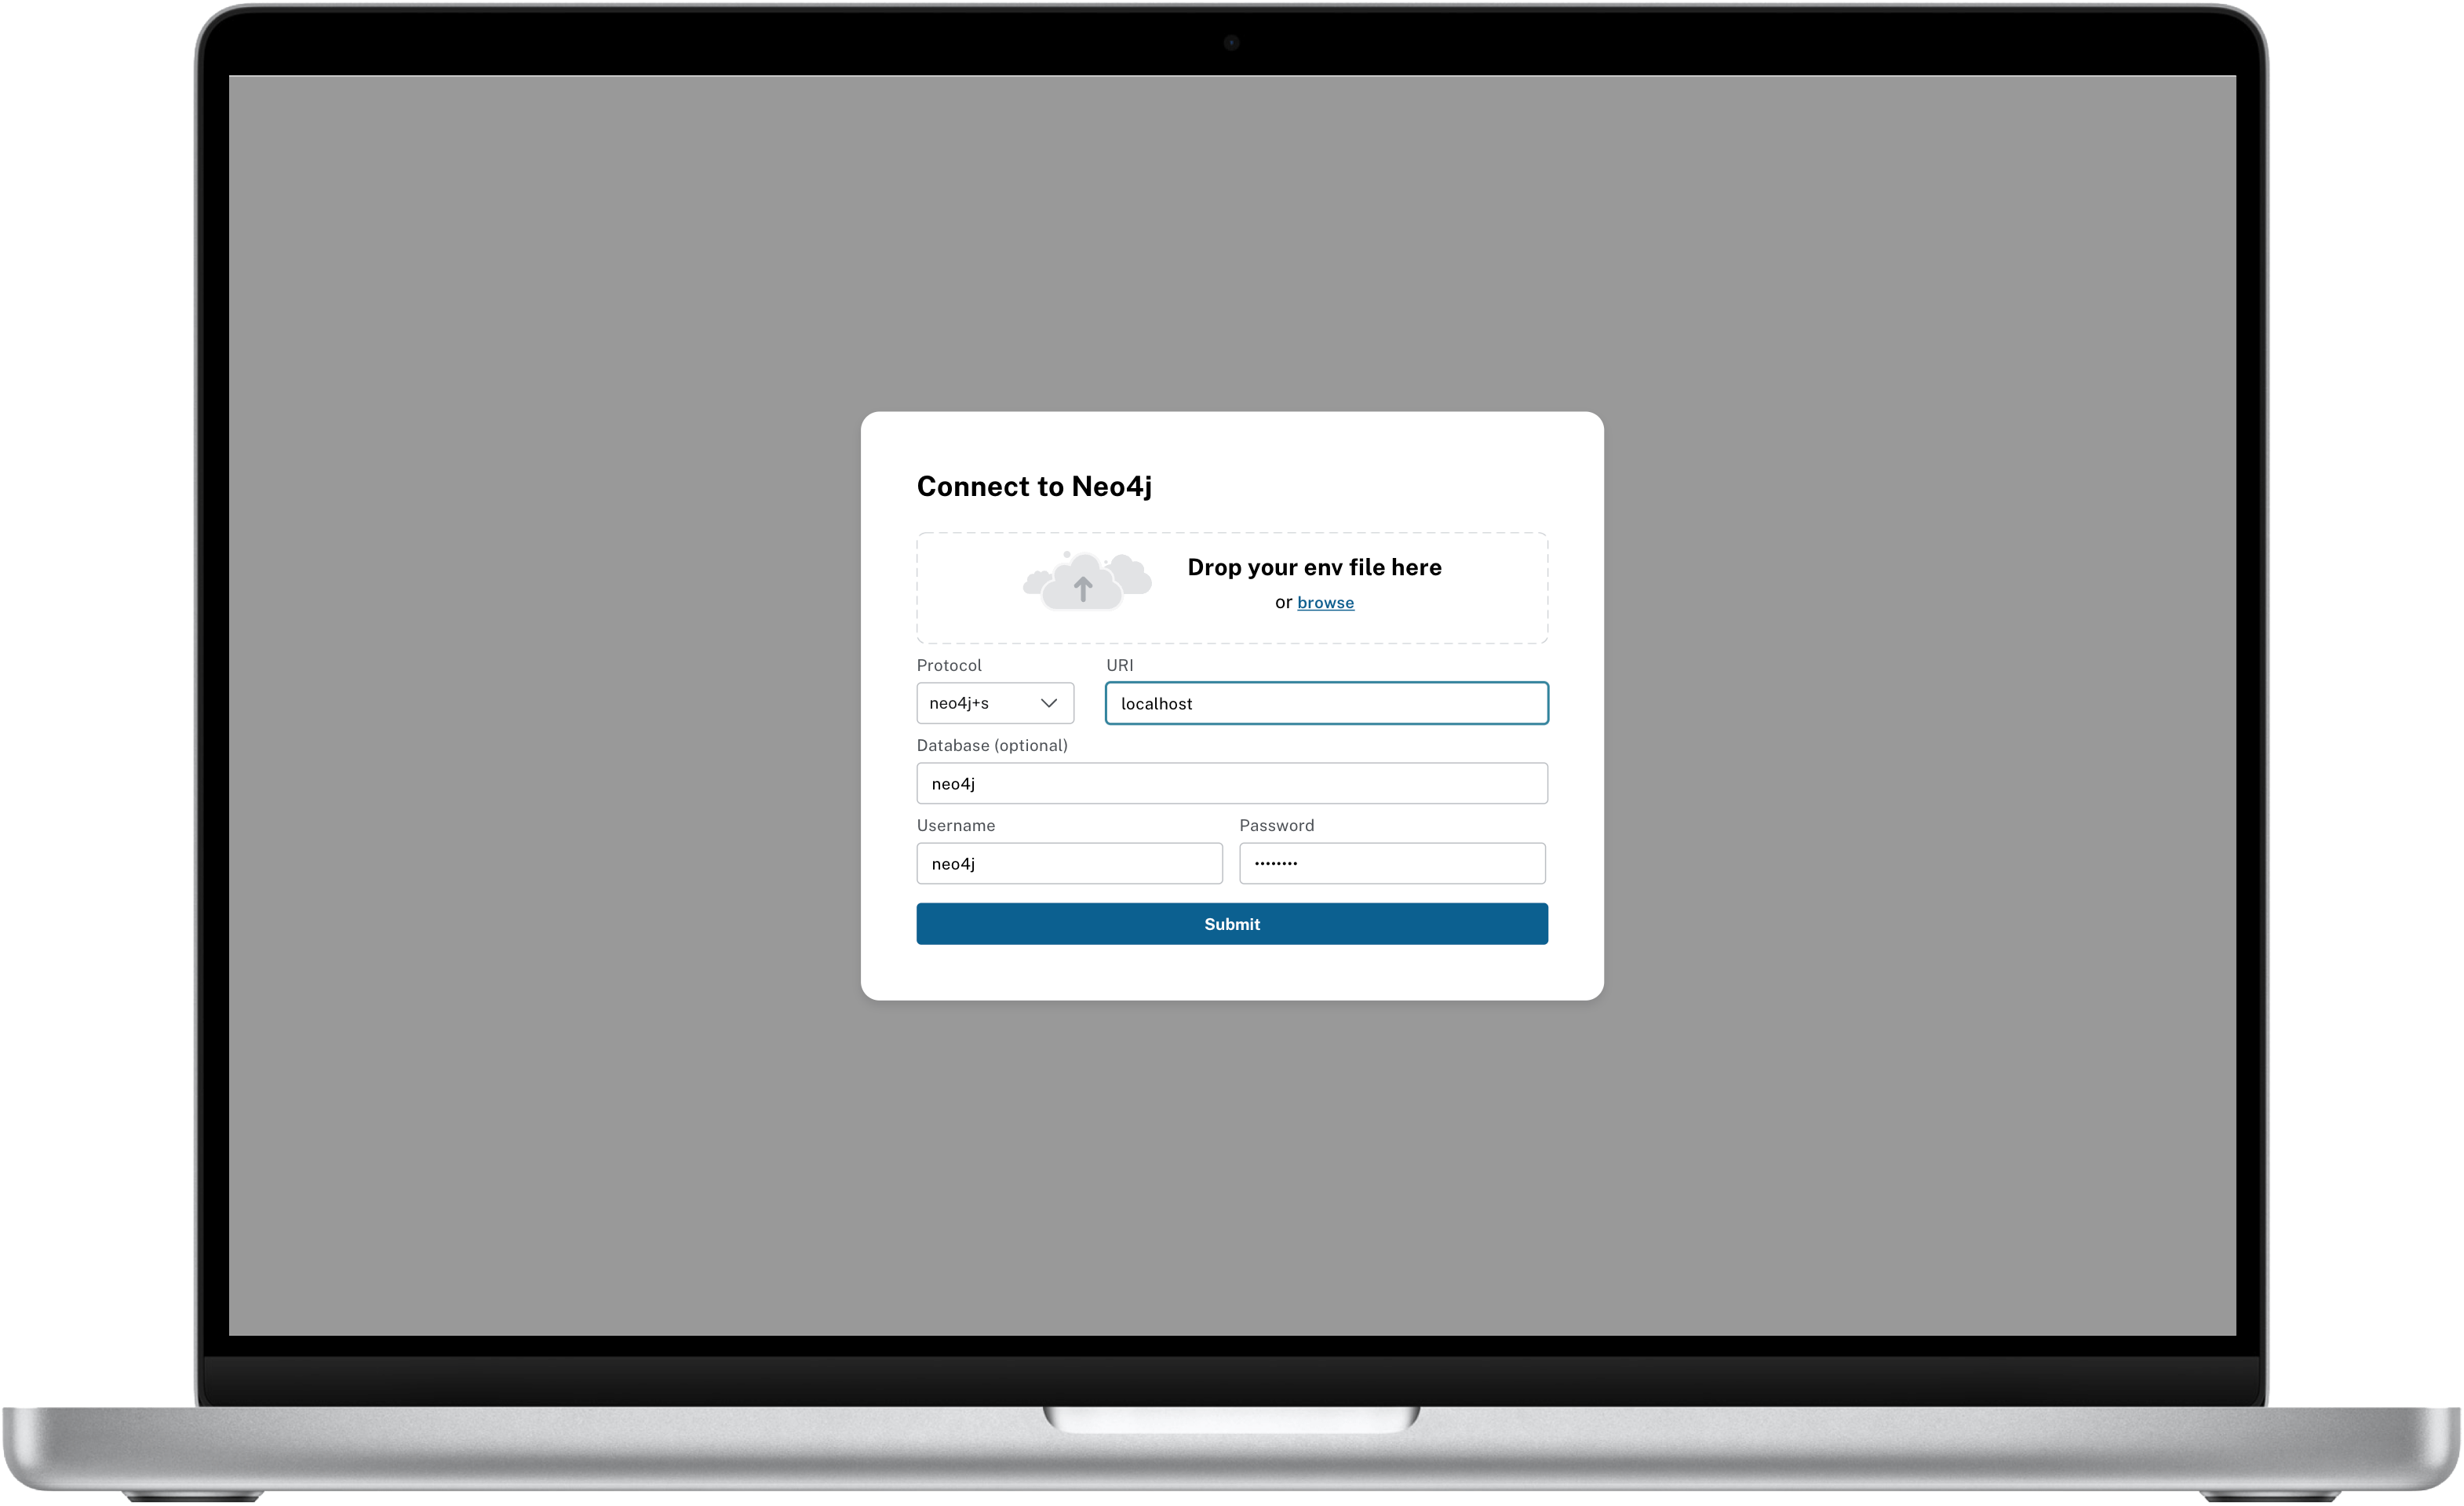 Connect to Neo4j
Drop your env file here
or browse
Protocol
URI
neo4j+s
localhost
Database (optional)
neo4j
Username
Password
neo4j
••••••••
Submit